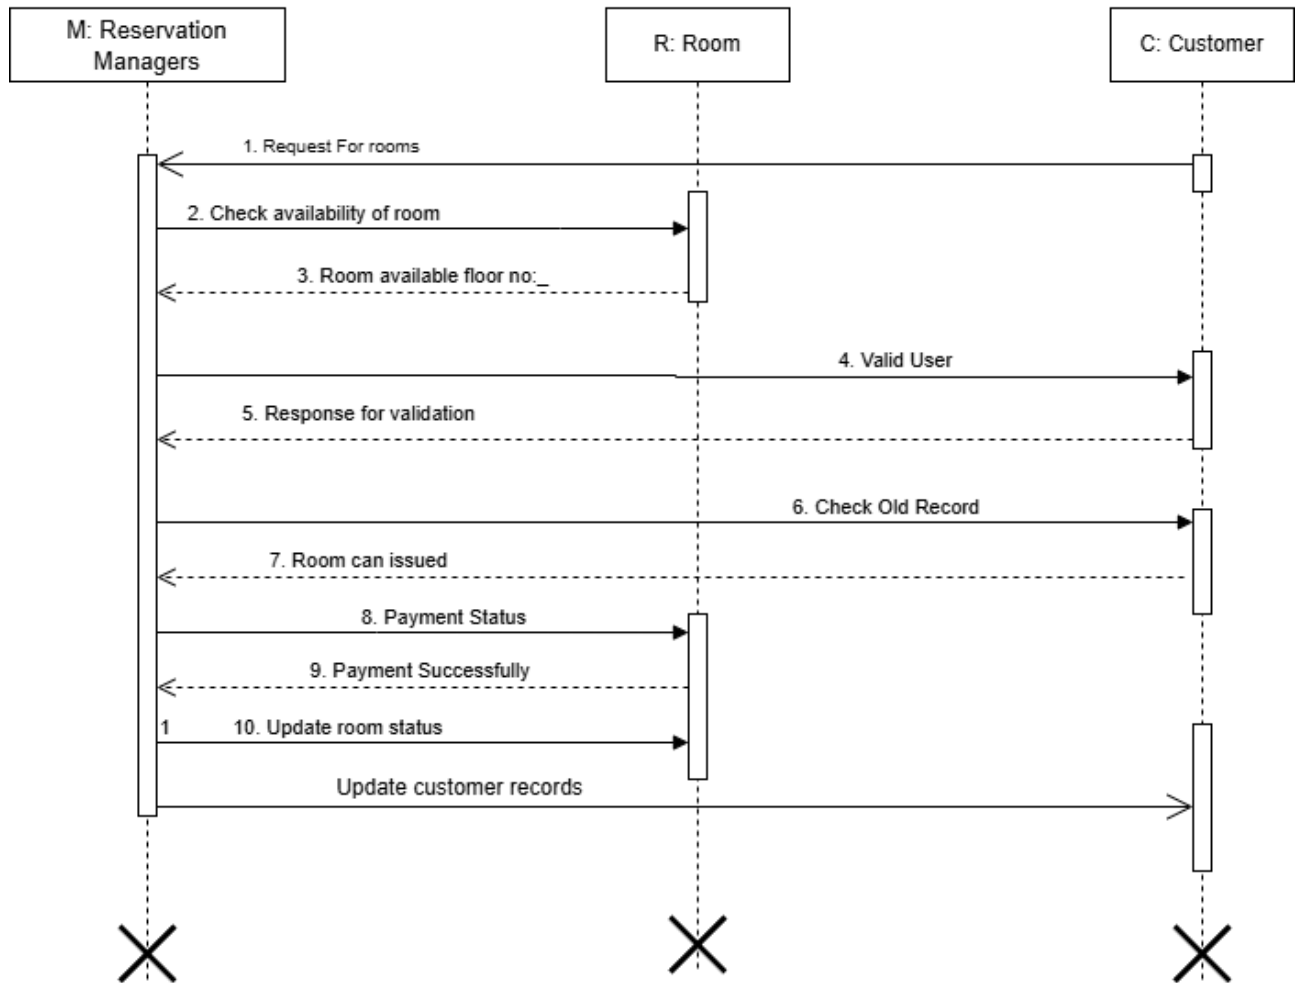 M: Reservation
Managers
R: Room
C: Customer
1. Request For rooms
2. Check availability of room
3. Room available floor no:_
4. Valid User
5. Response for validation
6. Check Old Record
7. Room can issued
8. Payment Status
9. Payment Successfully
1
10. Update room status
Update customer records